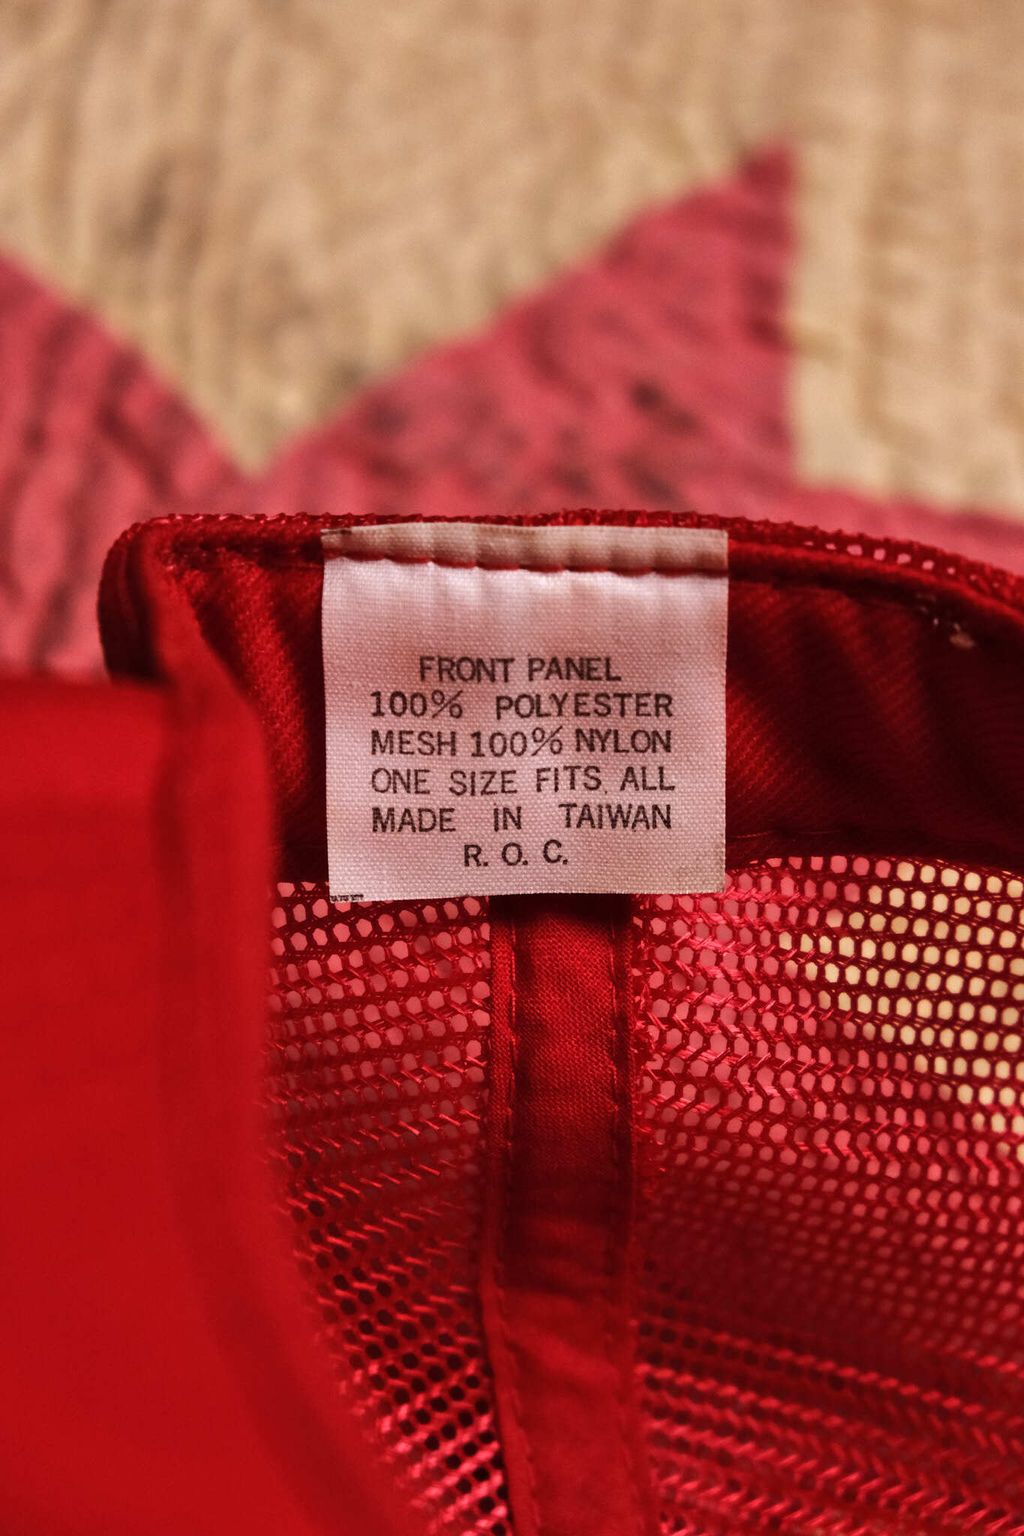 FRONT PANEL
100% POLYESTER
MESH 100% NYLON
ONE SIZE FITS ALL
MADE IN TAIWAN
R. O. C.